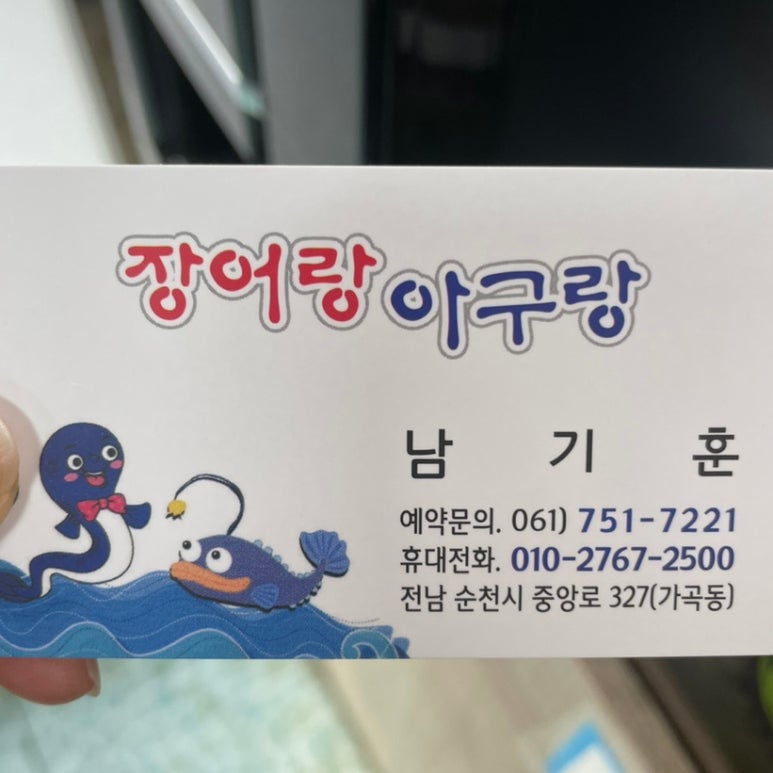 장어랑 아구랑
남 기 훈
예약문의. 061) 751-7221
휴대전화. 010-2767-2500
전남 순천시 중앙로 327(가곡동)